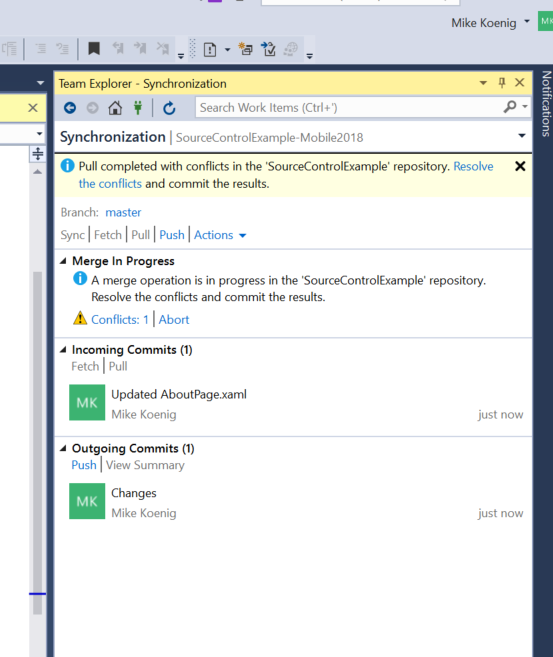 Mike Koenig
MK
Team Explorer - Synchronization
Search Work Items (Ctrl+')
Synchronization | SourceControlExample-Mobile2018
Pull completed with conflicts in the 'SourceControlExample' repository. Resolve
the conflicts and commit the results.
Branch: master
Sync | Fetch | Pull | Push | Actions
Merge In Progress
A merge operation is in progress in the 'SourceControlExample' repository.
Resolve the conflicts and commit the results.
Conflicts: 1 | Abort
Incoming Commits (1)
Fetch | Pull
MK
Updated AboutPage.xaml
Mike Koenig just now
Outgoing Commits (1)
Push | View Summary
MK
Changes
Mike Koenig just now
Notifications